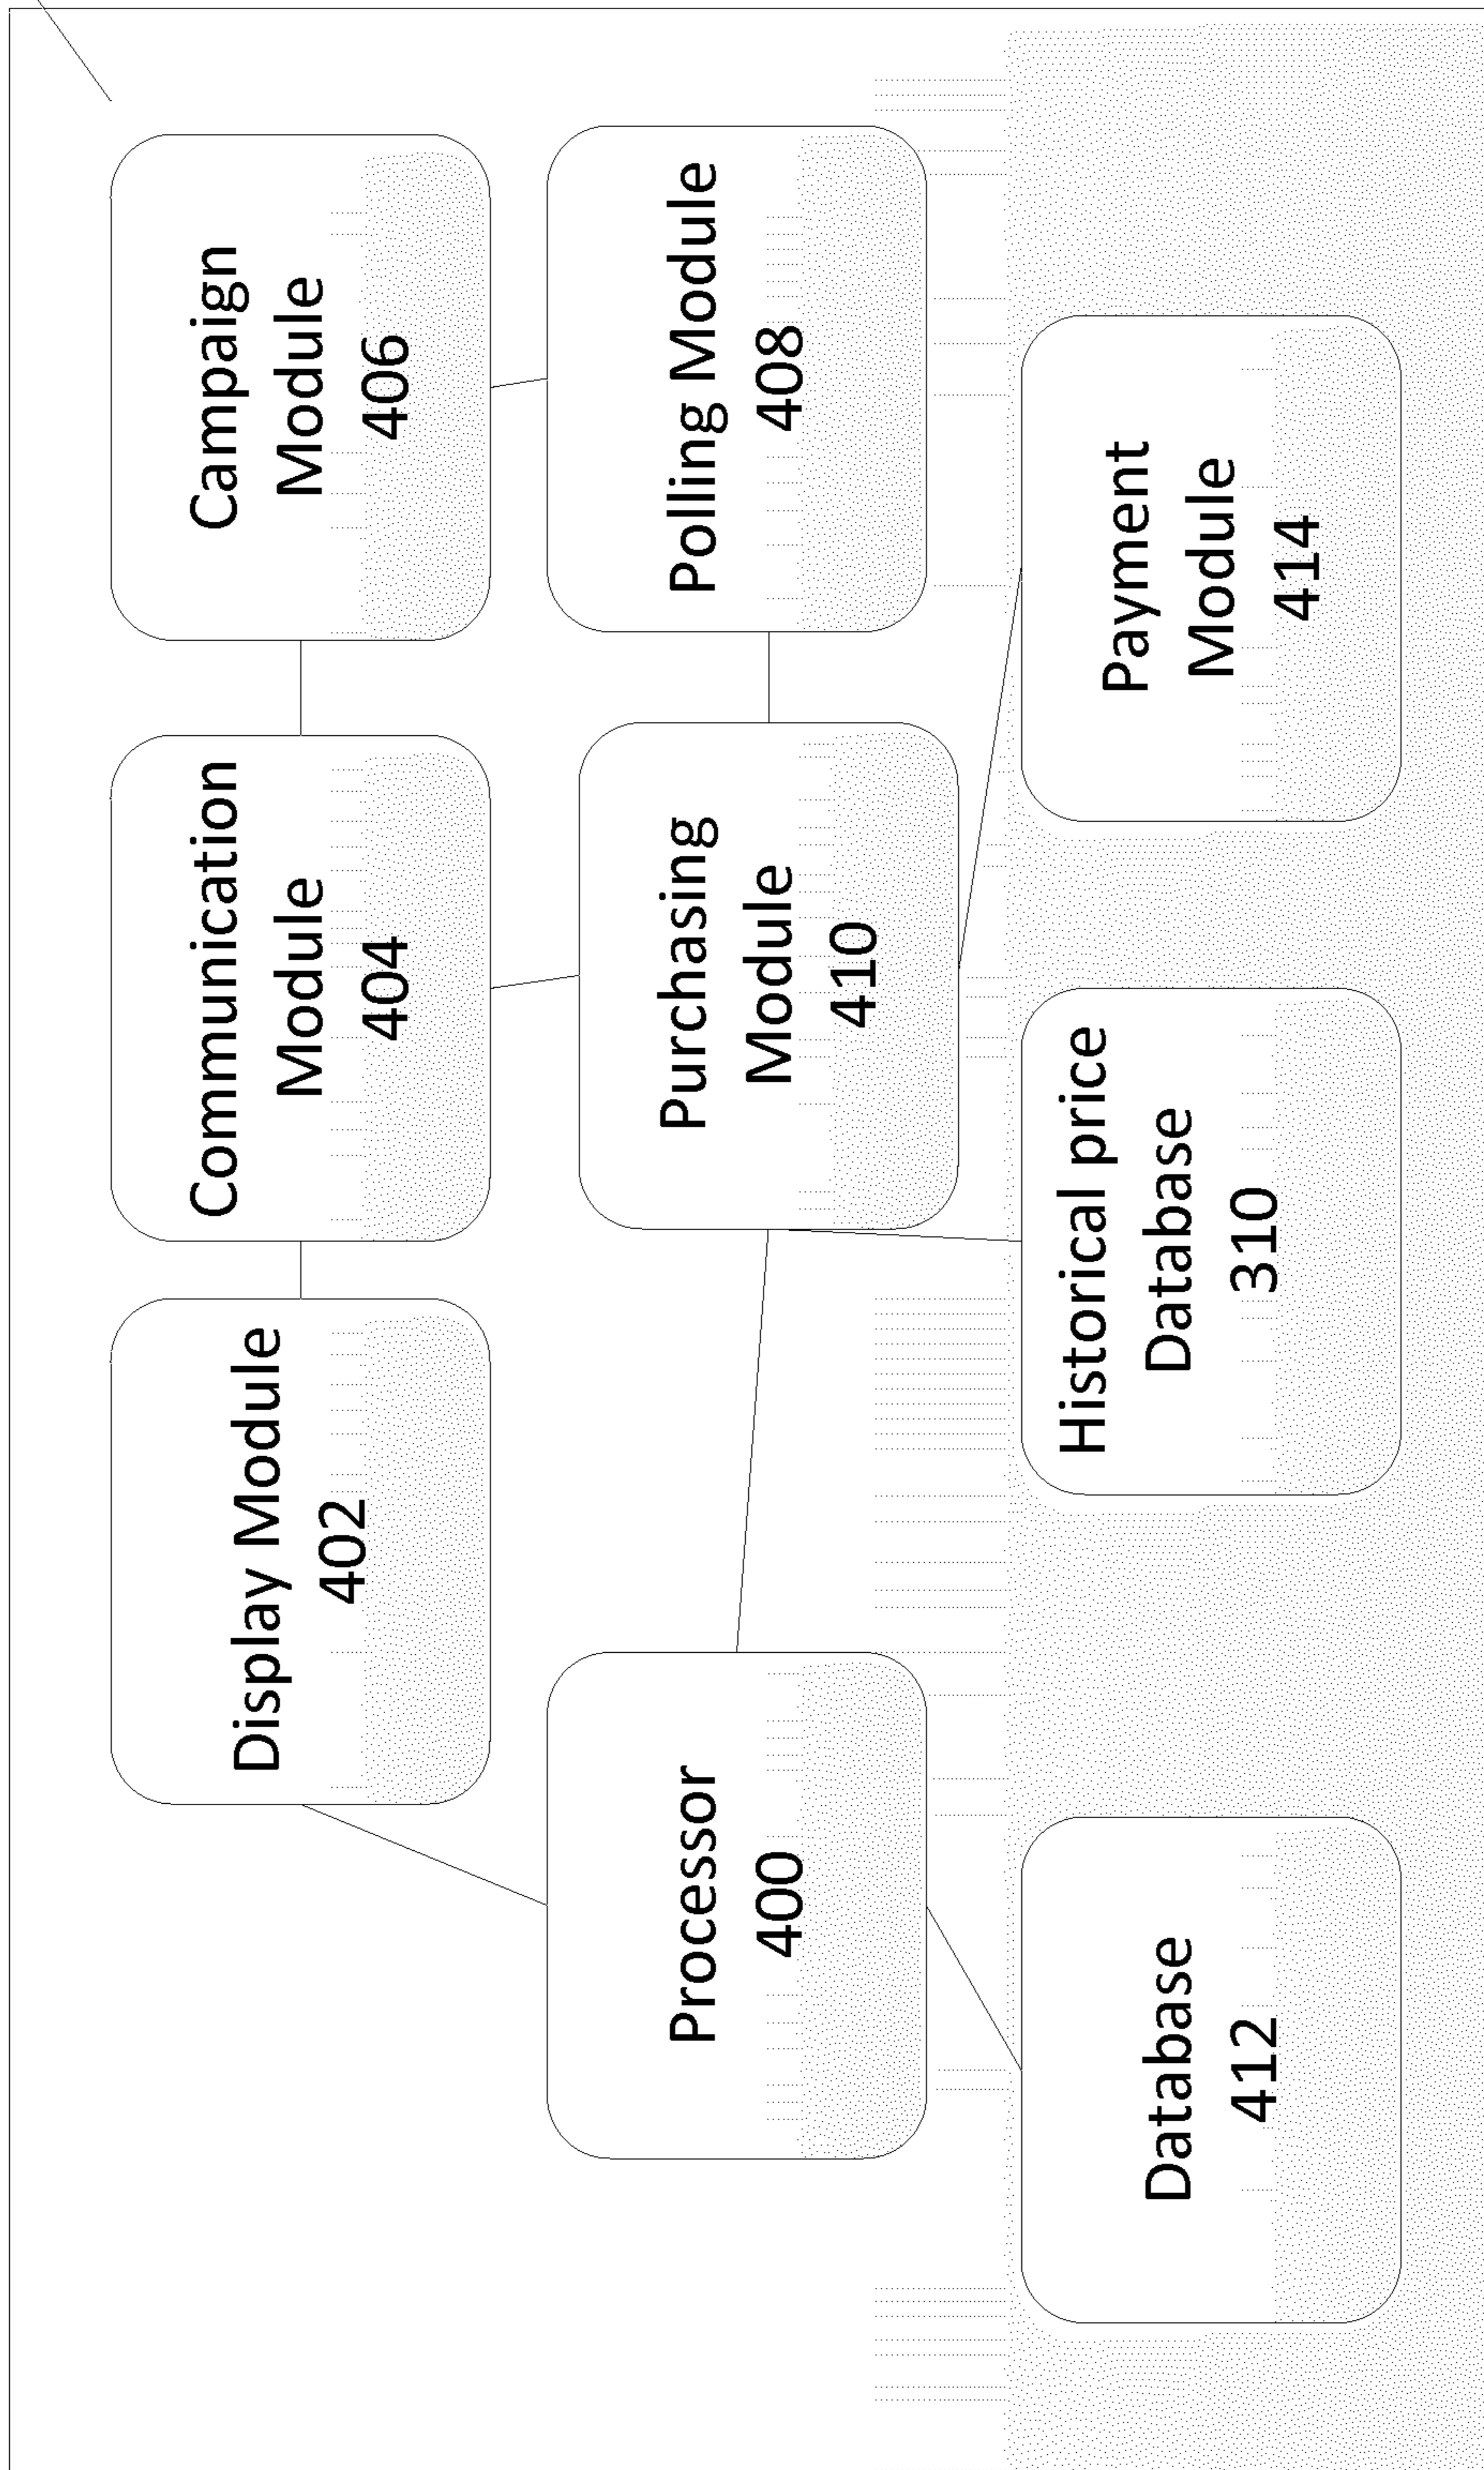 Display Module
402
Communication
Module
404
Campaign
Module
406
Processor
400
Purchasing
Module
410
Polling Module
408
Database
412
Historical price
Database
310
Payment
Module
414